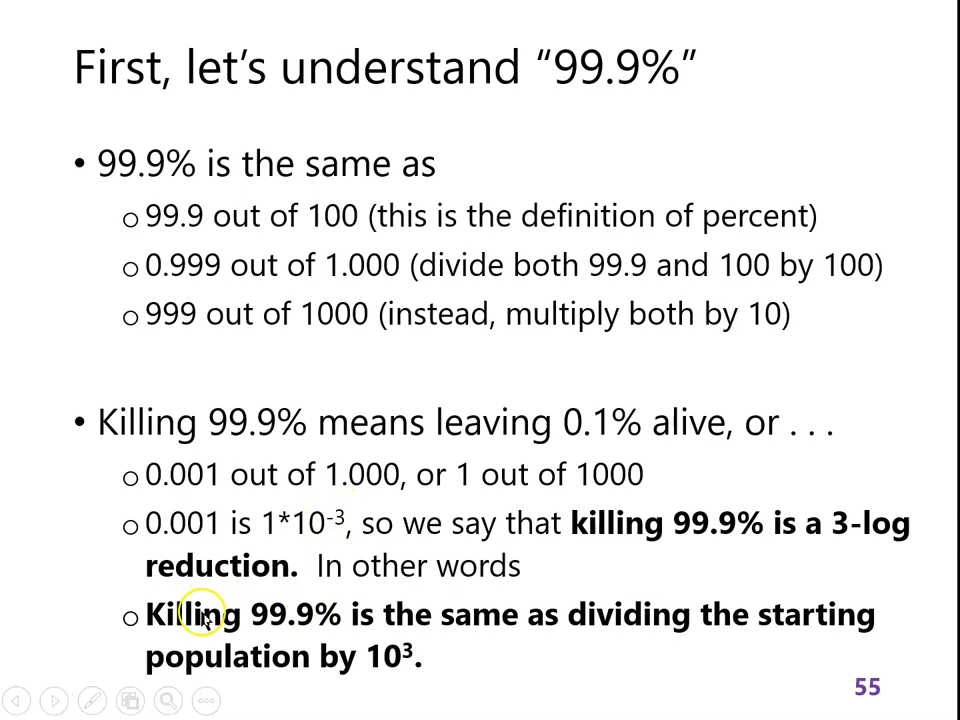 First, let’s understand “99.9%”
• 99.9% is the same as
o 99.9 out of 100 (this is the definition of percent)
o 0.999 out of 1.000 (divide both 99.9 and 100 by 100)
o 999 out of 1000 (instead, multiply both by 10)
• Killing 99.9% means leaving 0.1% alive, or . . .
o 0.001 out of 1.000, or 1 out of 1000
o 0.001 is 1*10⁻³, so we say that killing 99.9% is a 3-log
reduction. In other words
o Killing 99.9% is the same as dividing the starting
population by 10³.
55